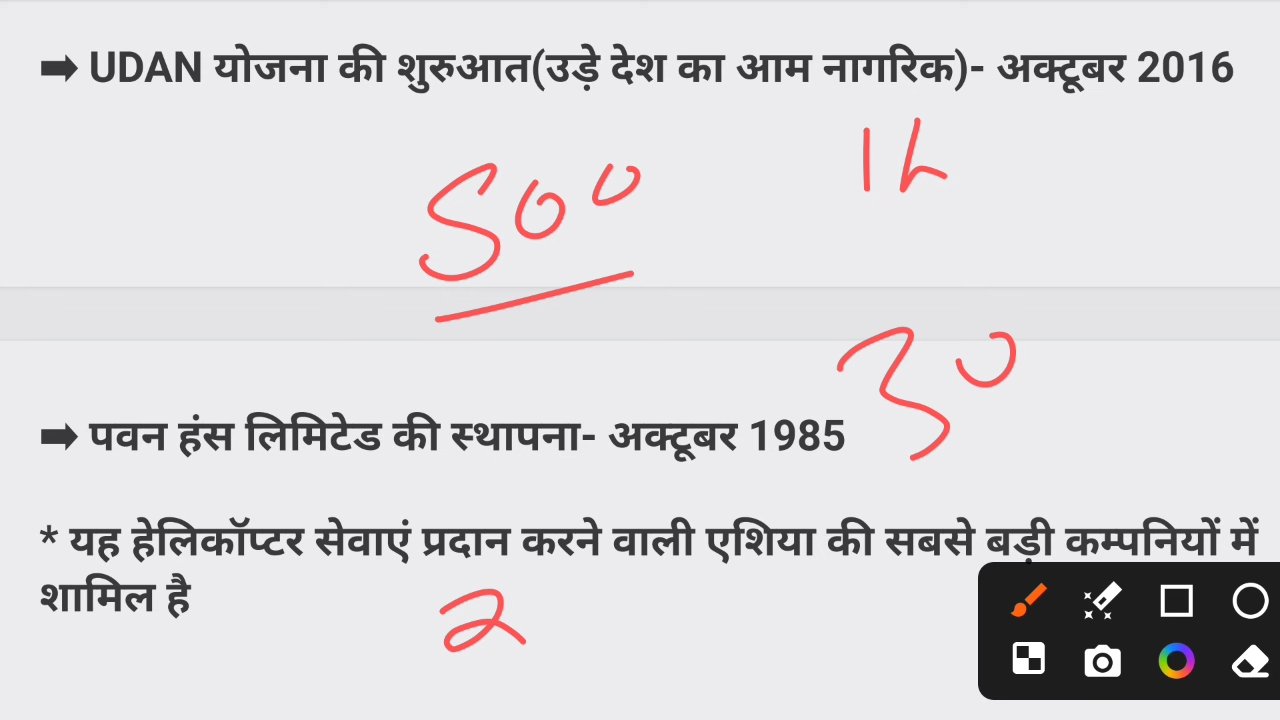 ➡ UDAN योजना की शुरुआत(उड़े देश का आम नागरिक)- अक्टूबर 2016
1h
500
30
➡ पवन हंस लिमिटेड की स्थापना- अक्टूबर 1985
* यह हेलिकॉप्टर सेवाएं प्रदान करने वाली एशिया की सबसे बड़ी कम्पनियों में
शामिल है
2